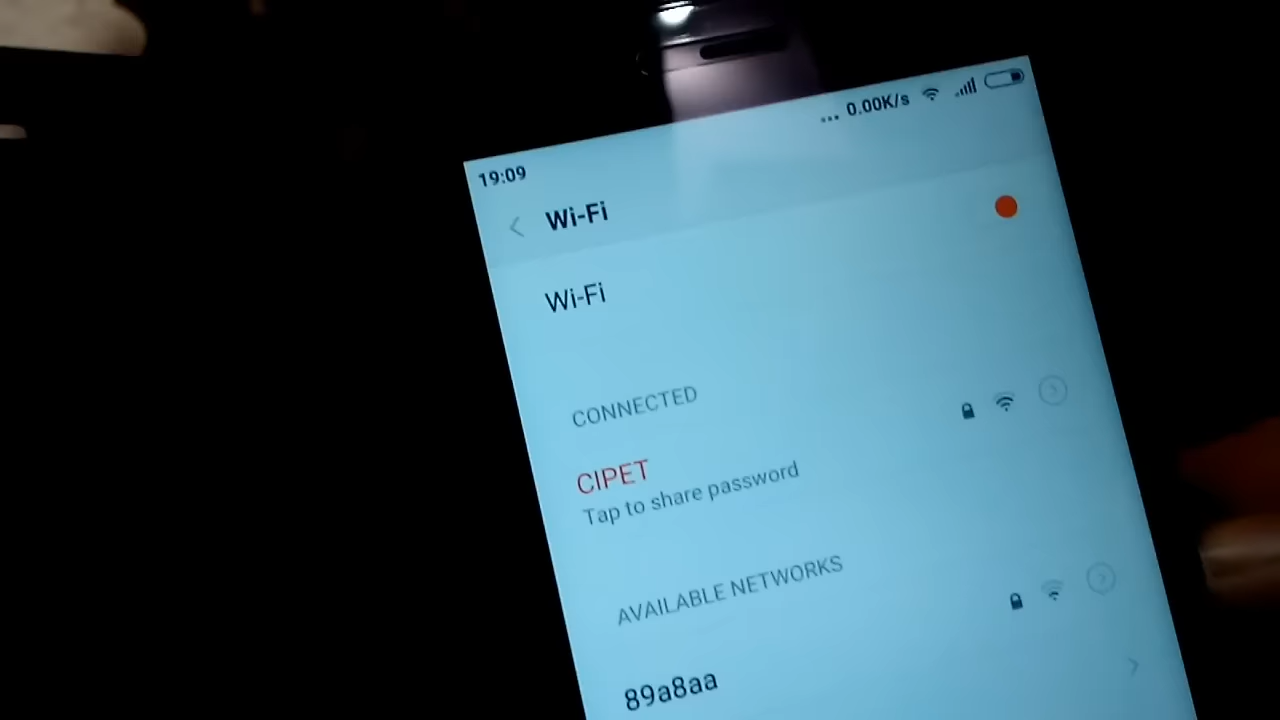 ... 0.00K/s
19:09
Wi-Fi
Wi-Fi
CONNECTED
CIPET
Tap to share password
AVAILABLE NETWORKS
89a8aa